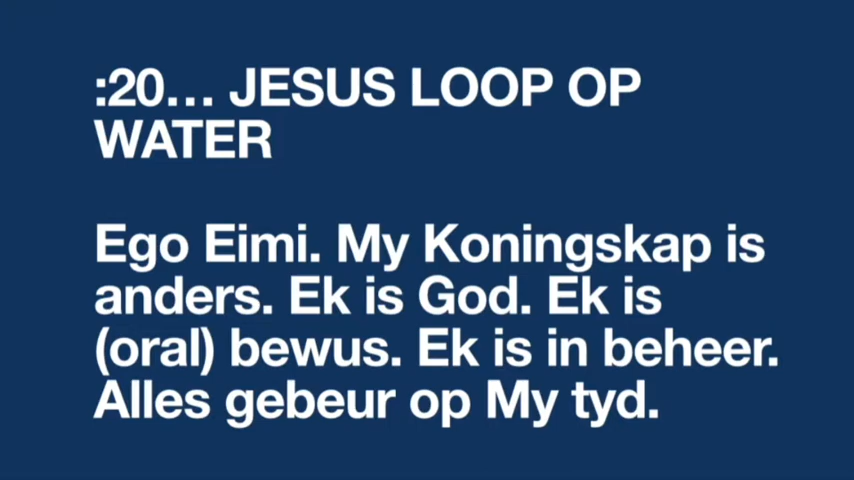 :20... JESUS LOOP OP
WATER
Ego Eimi. My Koningskap is
anders. Ek is God. Ek is
(oral) bewus. Ek is in beheer.
Alles gebeur op My tyd.